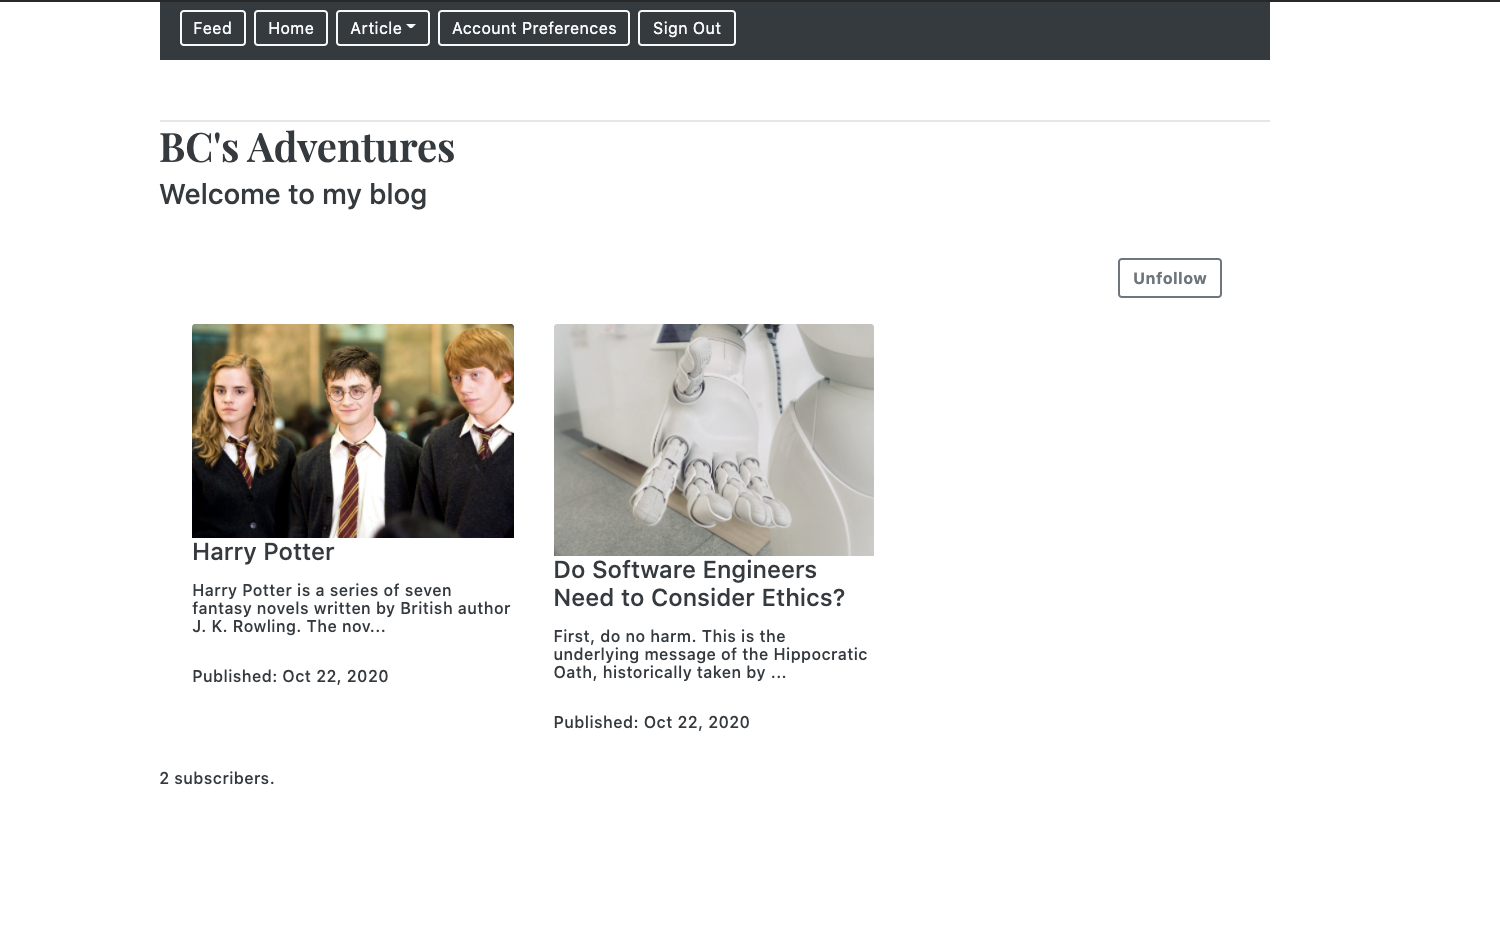 Feed Home Article Account Preferences Sign Out
BC's Adventures
Welcome to my blog
Unfollow
Harry Potter
Harry Potter is a series of seven
fantasy novels written by British author
J. K. Rowling. The nov...
Published: Oct 22, 2020
Do Software Engineers
Need to Consider Ethics?
First, do no harm. This is the
underlying message of the Hippocratic
Oath, historically taken by ...
Published: Oct 22, 2020
2 subscribers.